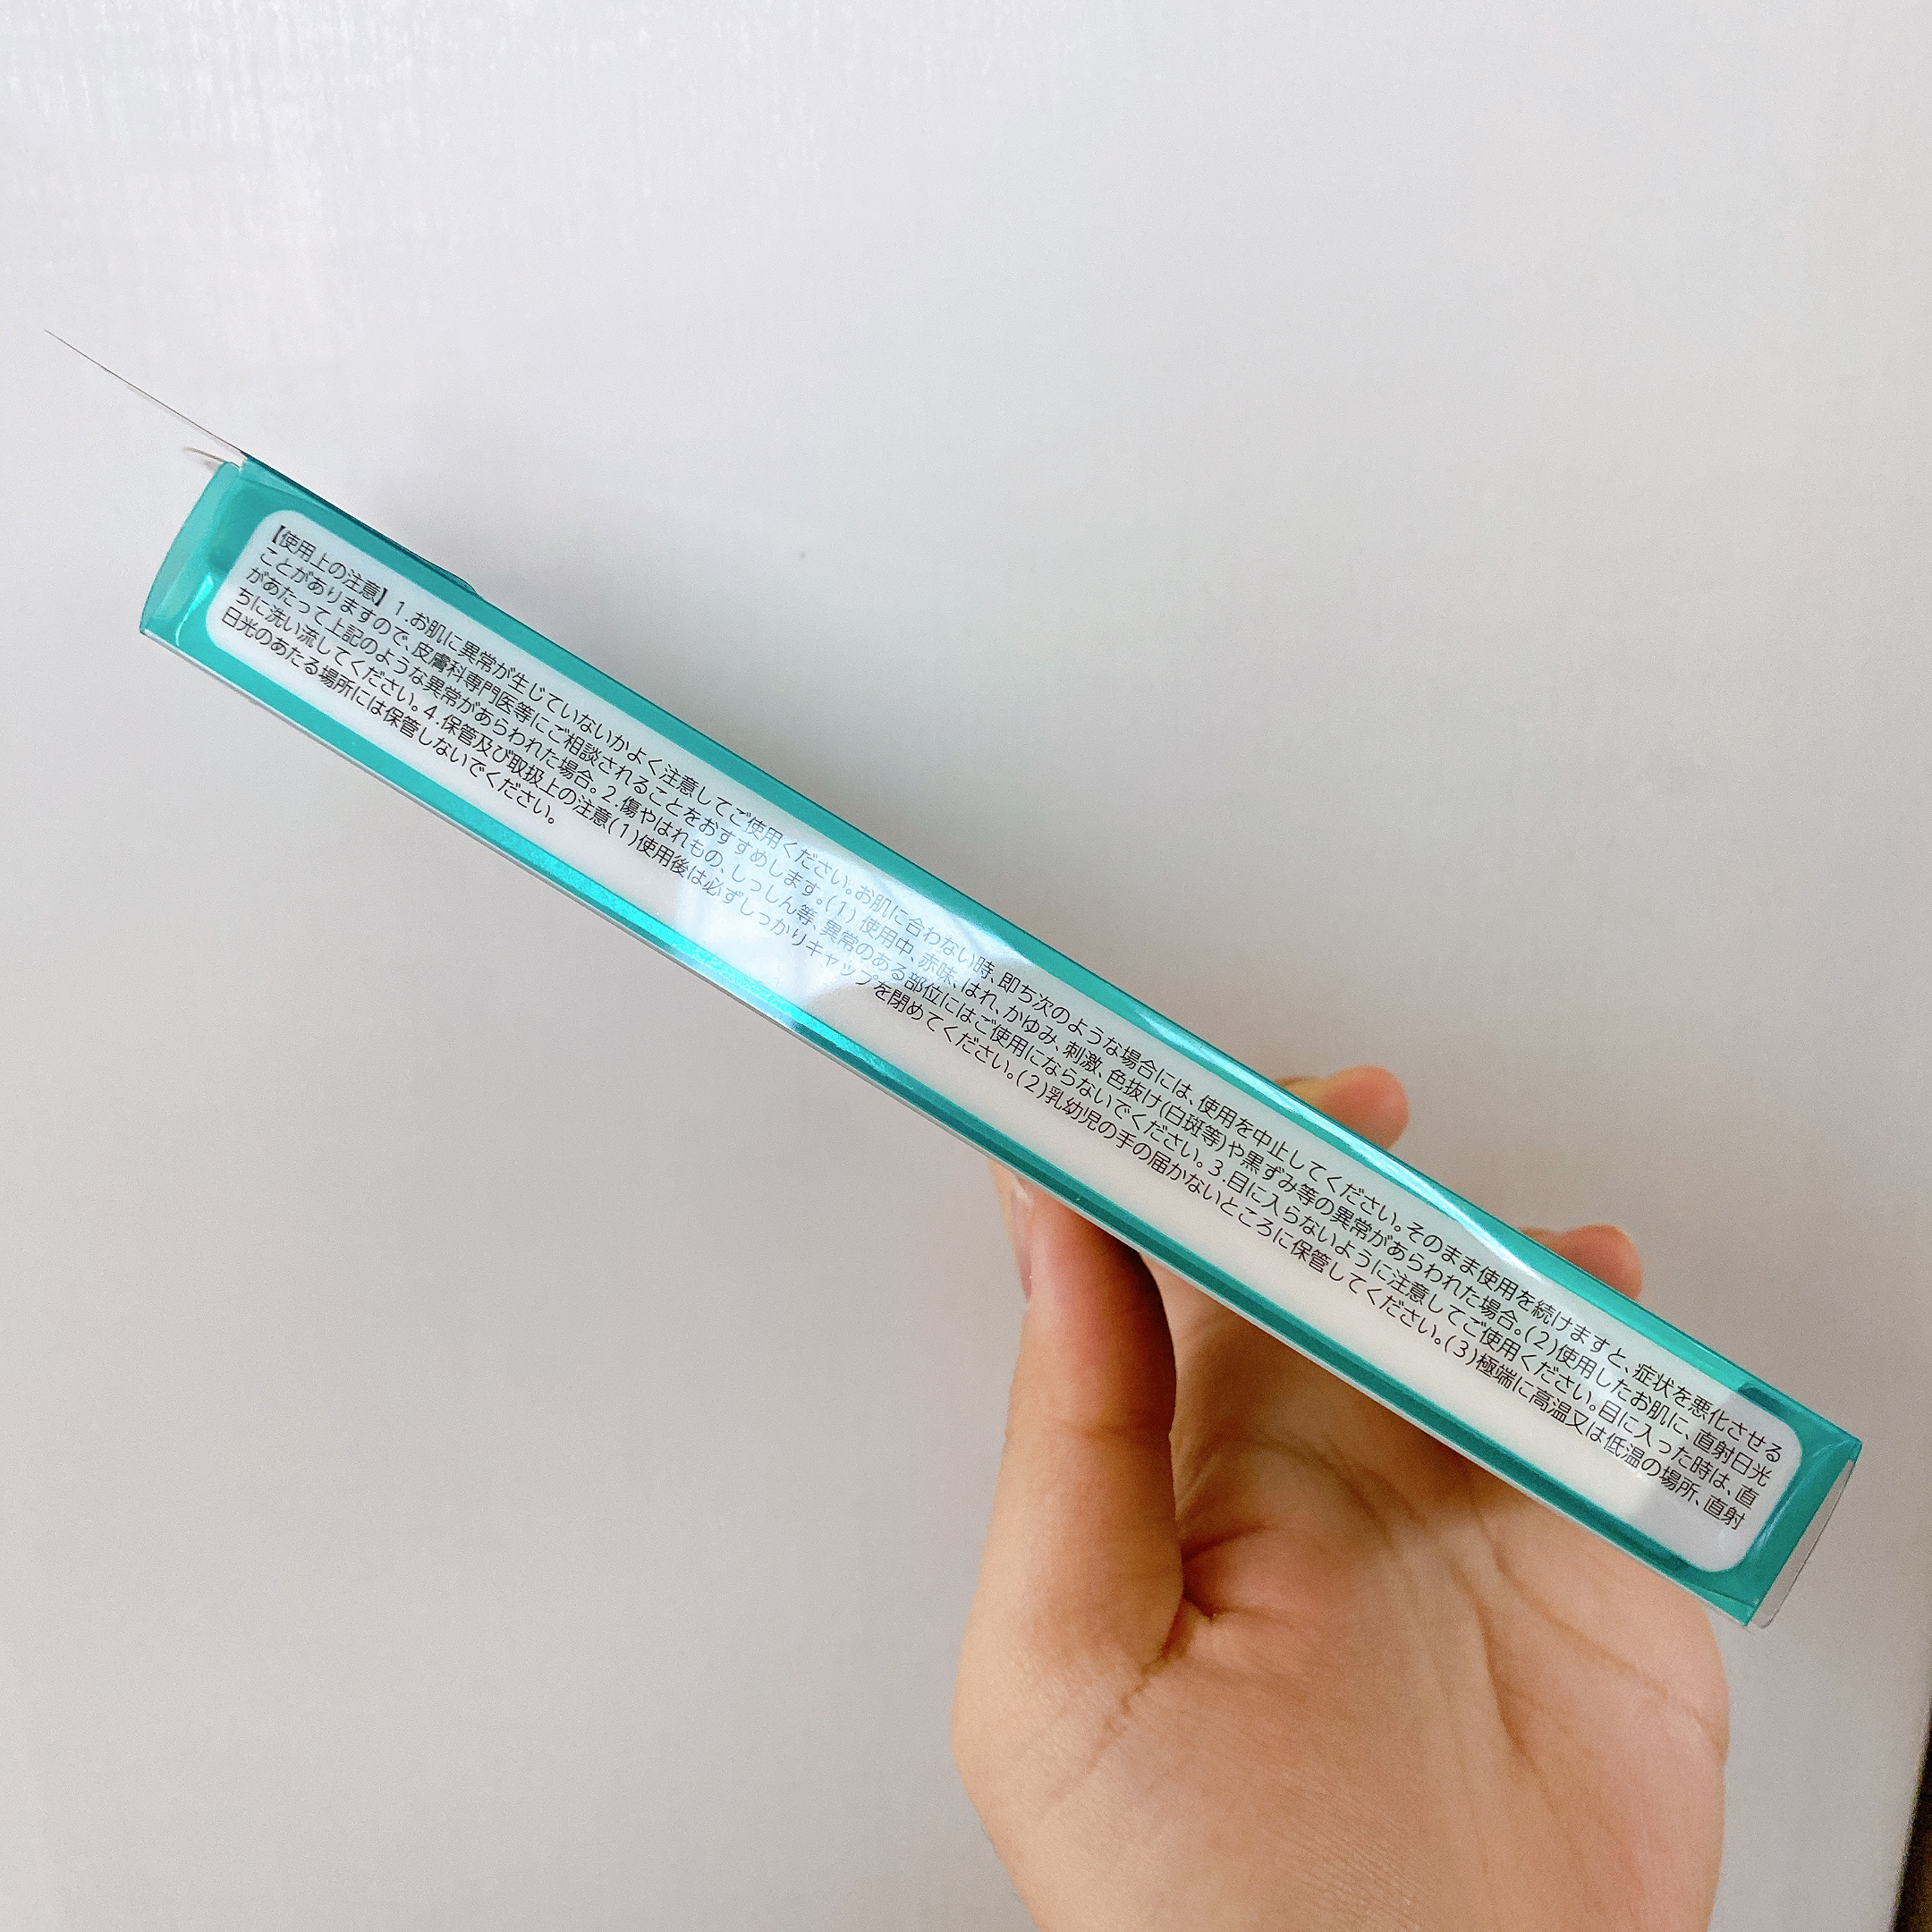 【使用上の注意】1.お肌に異常が生じていないかよく注意してご使用ください。お肌に合わない時、即ち次のような場合には、使用を中止してください。そのまま使用を続けますと、症状を悪化させる
ことがありますので、皮膚科専門医等にご相談されることをおすすめします。(1)使用中、赤味、はれ、かゆみ、刺激、色抜け(白斑等)や黒ずみ等の異常があらわれた場合。(2)使用したお肌に、直射日光
があたって上記のような異常があらわれた場合。2.傷やはれもの、しっしん等、異常のある部位にはご使用にならないでください。3.目に入らないように注意してご使用ください。目に入った時は、直
ちに洗い流してください。4.保管及び取扱上の注意(1)使用後は必ずしっかりキャップを閉めてください。(2)乳幼児の手の届かないところに保管してください。(3)極端に高温又は低温の場所、直射
日光のあたる場所には保管しないでください。